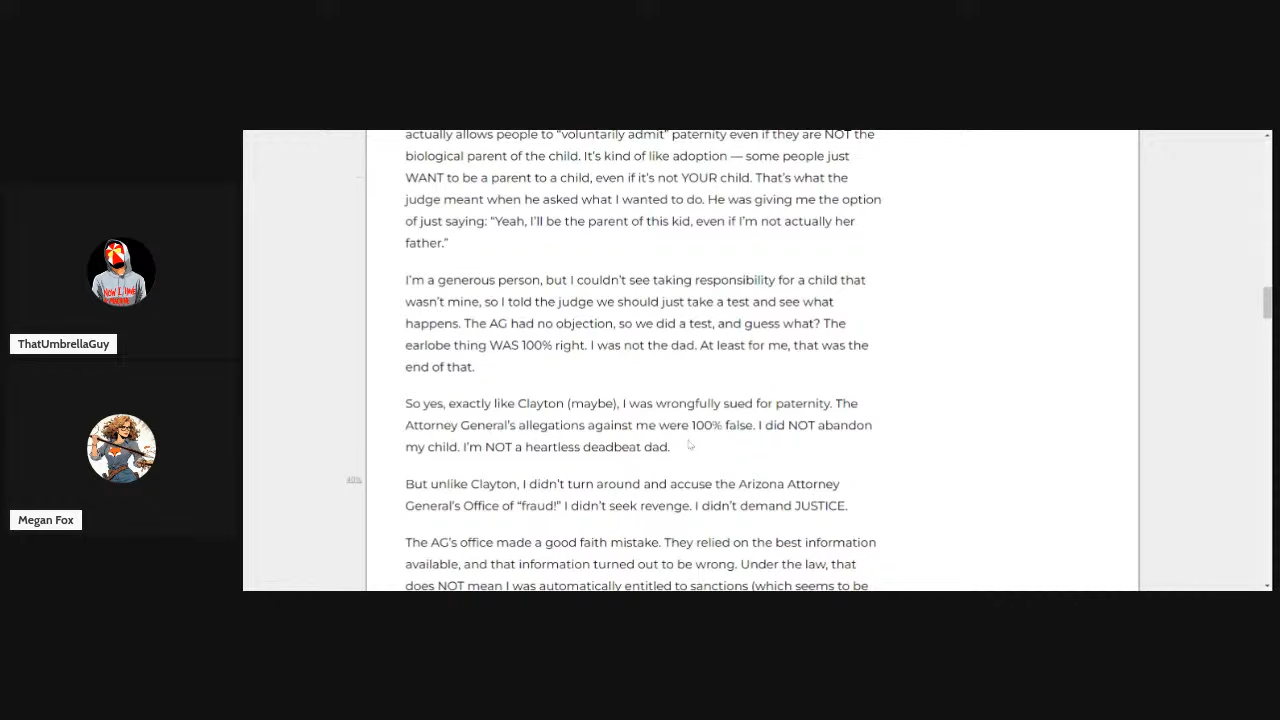 actually allows people to “voluntarily admit” paternity even if they are NOT the
biological parent of the child. It’s kind of like adoption — some people just
WANT to be a parent to a child, even if it’s not YOUR child. That’s what the
judge meant when he asked what I wanted to do. He was giving me the option
of just saying: “Yeah, I’ll be the parent of this kid, even if I’m not actually her
father.”
I’m a generous person, but I couldn’t see taking responsibility for a child that
wasn’t mine, so I told the judge we should just take a test and see what
happens. The AG had no objection, so we did a test, and guess what? The
earlobe thing WAS 100% right. I was not the dad. At least for me, that was the
end of that.
So yes, exactly like Clayton (maybe), I was wrongfully sued for paternity. The
Attorney General’s allegations against me were 100% false. I did NOT abandon
my child. I’m NOT a heartless deadbeat dad.
But unlike Clayton, I didn’t turn around and accuse the Arizona Attorney
General’s Office of “fraud!” I didn’t seek revenge. I didn’t demand JUSTICE.
The AG’s office made a good faith mistake. They relied on the best information
available, and that information turned out to be wrong. Under the law, that
does NOT mean I was automatically entitled to sanctions (which seems to be
ThatUmbrellaGuy
Megan Fox